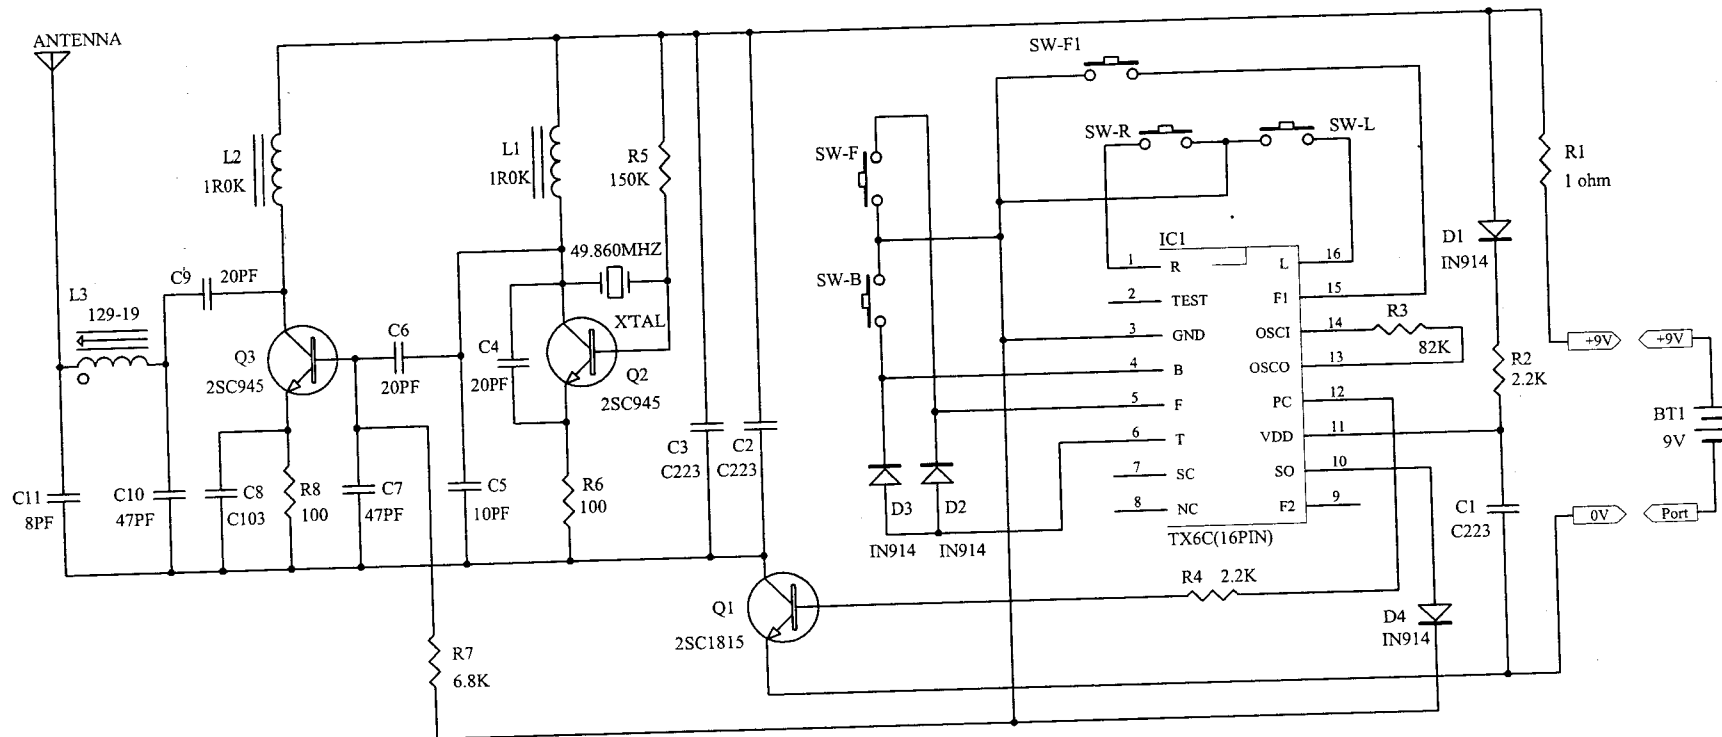 ANTENNA
SW-F1
SW-R
SW-L
SW-F
SW-B
L2
1R0K
L1
1R0K
R5
150K
R1
1 ohm
49.860MHZ
XTAL
IC1
1 R
2 TEST
3 GND
4 B
5 F
6 T
7 SC
8 NC
L 16
F1 15
OSCI 14
OSCO 13
PC 12
VDD 11
SO 10
F2 9
TX6C(16PIN)
D1
IN914
R3
82K
R2
2.2K
+9V
+9V
BT1
9V
0V
Port
C9
20PF
L3
129-19
Q3
2SC945
C6
20PF
C4
20PF
Q2
2SC945
C3
C223
C2
C223
C11
8PF
C10
47PF
C8
C103
R8
100
C7
47PF
C5
10PF
R6
100
D3
IN914
D2
IN914
C1
C223
R4 2.2K
Q1
2SC1815
D4
IN914
R7
6.8K